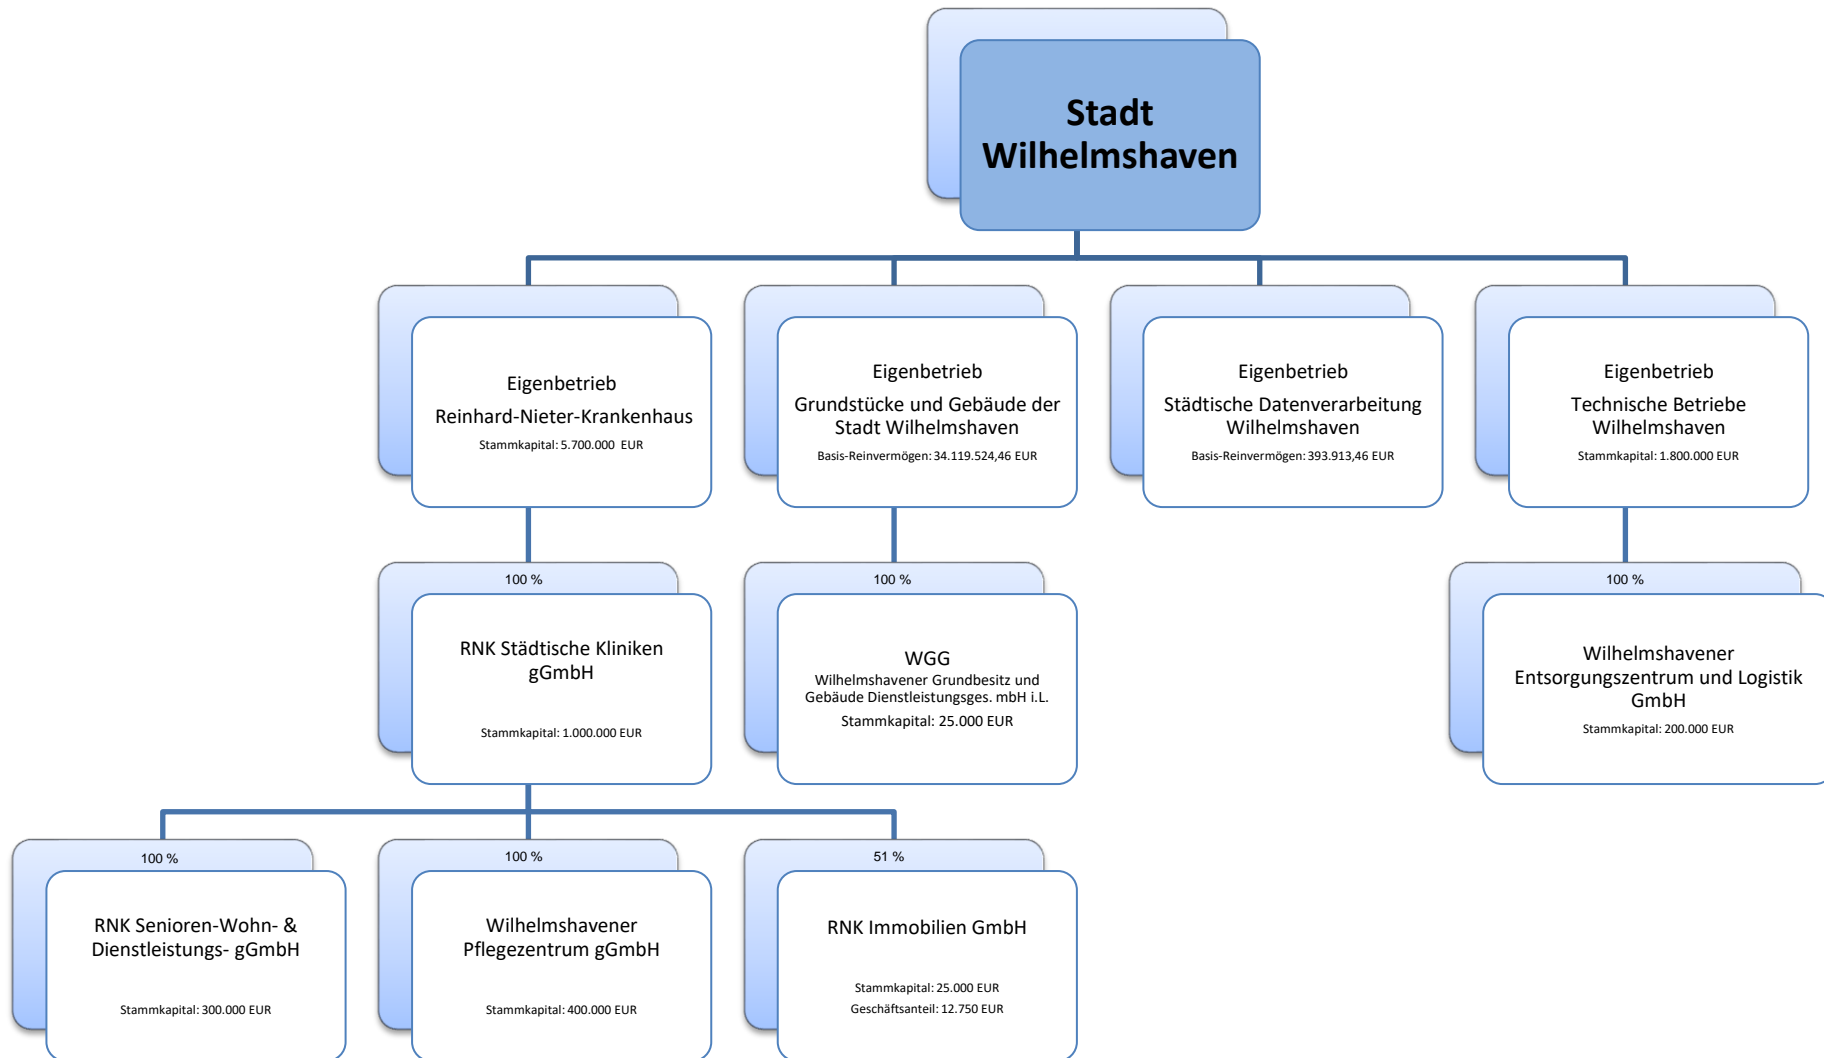 Stadt
Wilhelmshaven
Eigenbetrieb
Reinhard-Nieter-Krankenhaus
Stammkapital: 5.700.000 EUR
Eigenbetrieb
Grundstücke und Gebäude der
Stadt Wilhelmshaven
Basis-Reinvermögen: 34.119.524,46 EUR
Eigenbetrieb
Städtische Datenverarbeitung
Wilhelmshaven
Basis-Reinvermögen: 393.913,46 EUR
Eigenbetrieb
Technische Betriebe
Wilhelmshaven
Stammkapital: 1.800.000 EUR
100 %
RNK Städtische Kliniken
gGmbH
Stammkapital: 1.000.000 EUR
100 %
WGG
Wilhelmshavener Grundbesitz und
Gebäude Dienstleistungsges. mbH i.L.
Stammkapital: 25.000 EUR
100 %
Wilhelmshavener
Entsorgungszentrum und Logistik
GmbH
Stammkapital: 200.000 EUR
100 %
RNK Senioren-Wohn- &
Dienstleistungs- gGmbH
Stammkapital: 300.000 EUR
100 %
Wilhelmshavener
Pflegezentrum gGmbH
Stammkapital: 400.000 EUR
51 %
RNK Immobilien GmbH
Stammkapital: 25.000 EUR
Geschäftsanteil: 12.750 EUR